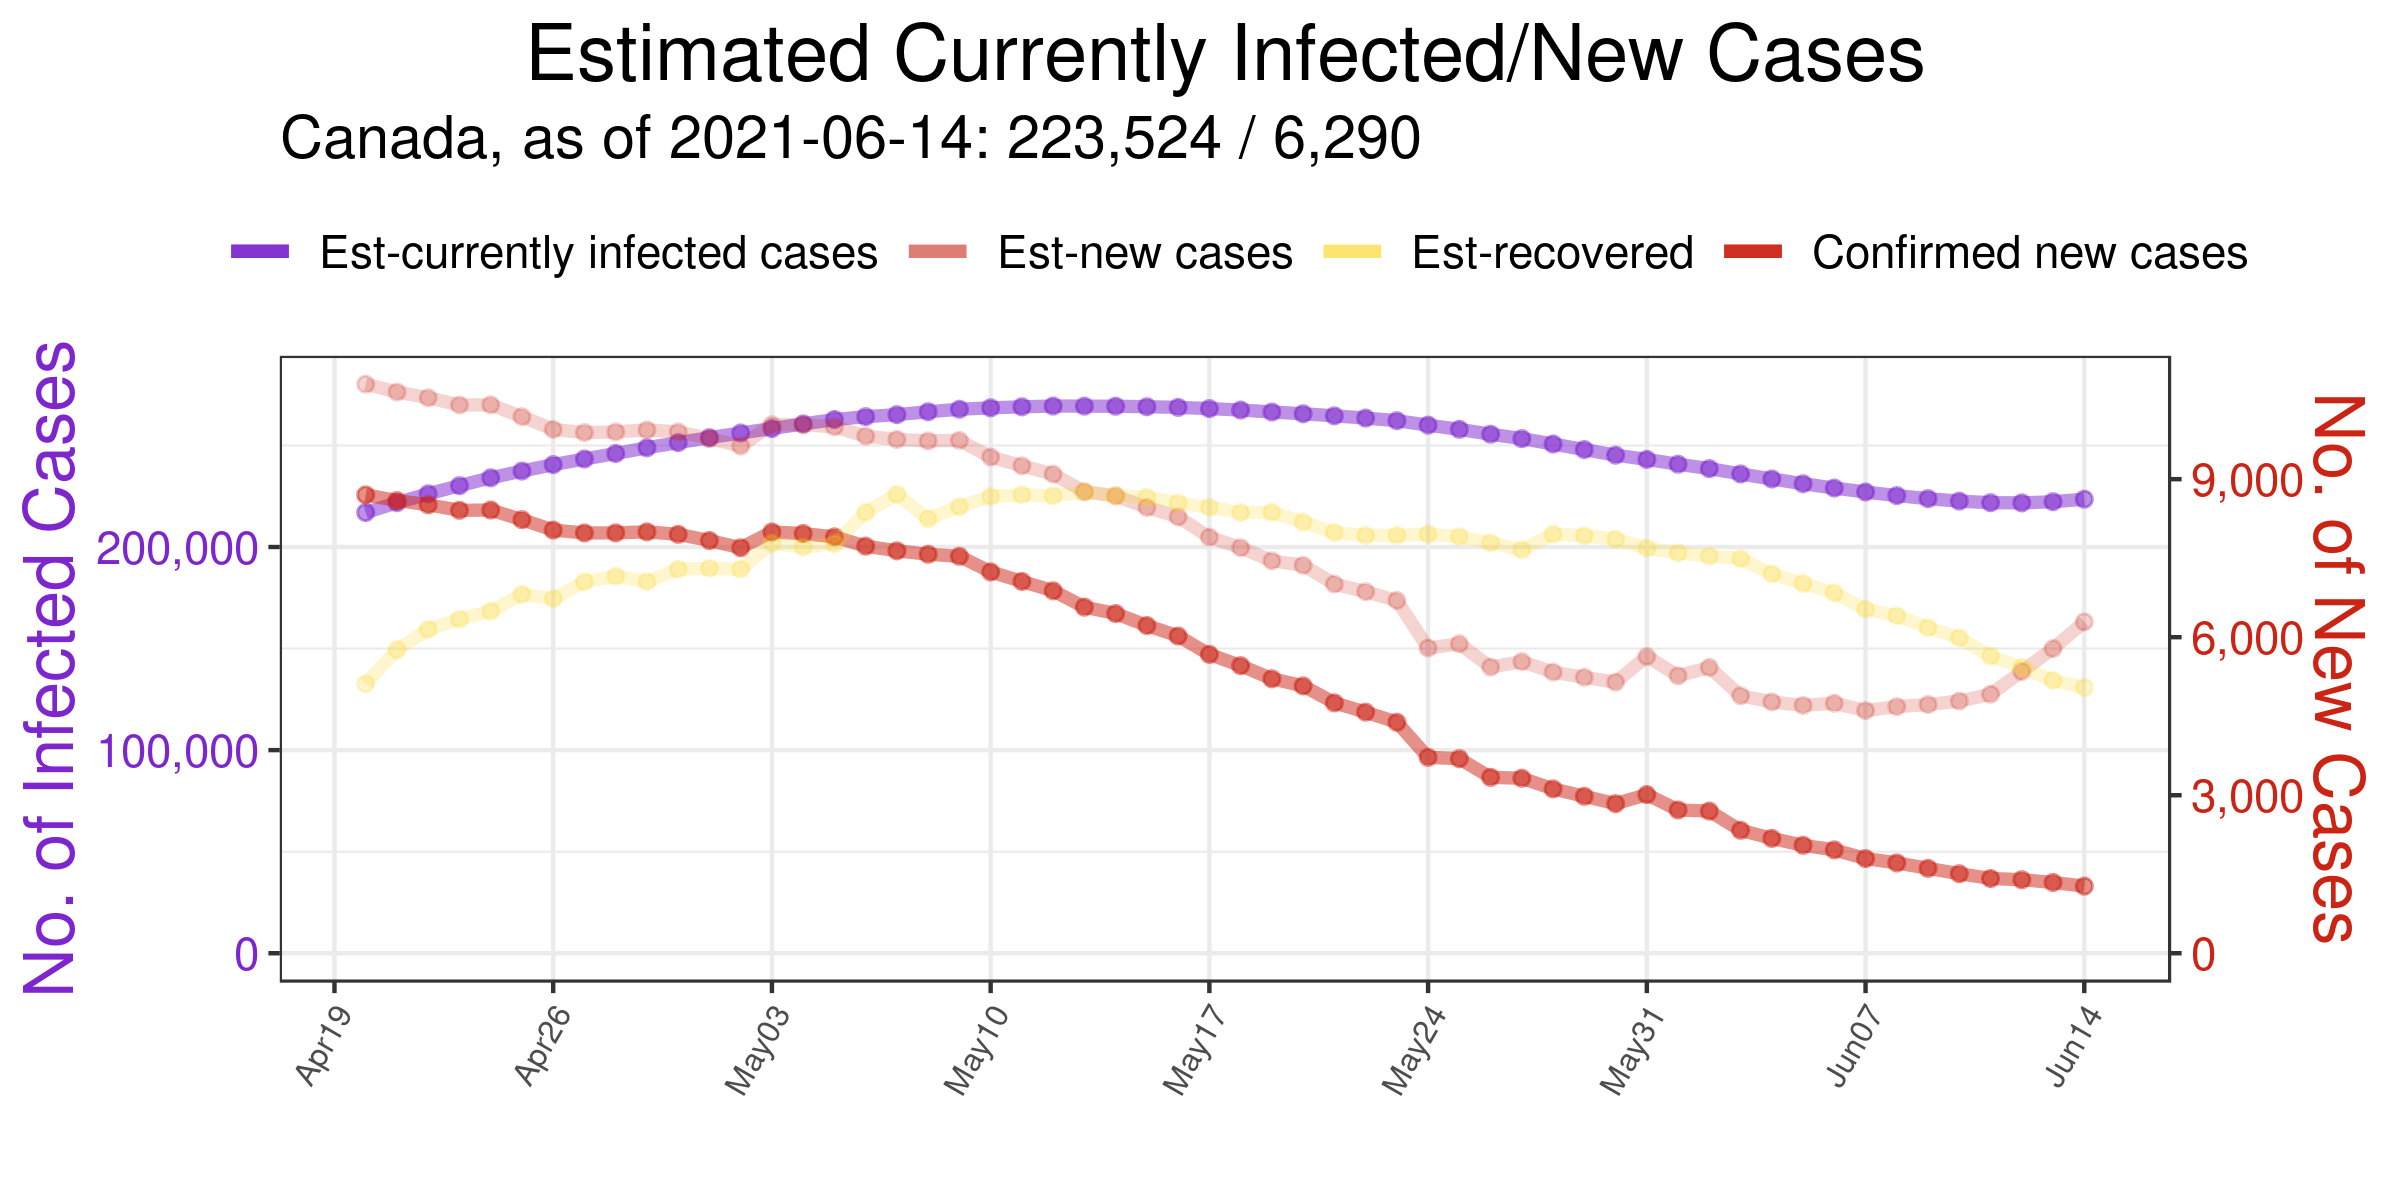 Estimated Currently Infected/New Cases
Canada, as of 2021-06-14: 223,524 / 6,290
Est-currently infected cases Est-new cases Est-recovered Confirmed new cases
No. of Infected Cases
200,000
100,000
0
9,000
6,000
3,000
0
No. of New Cases
Apr19 Apr26 May03 May10 May17 May24 May31 Jun07 Jun14